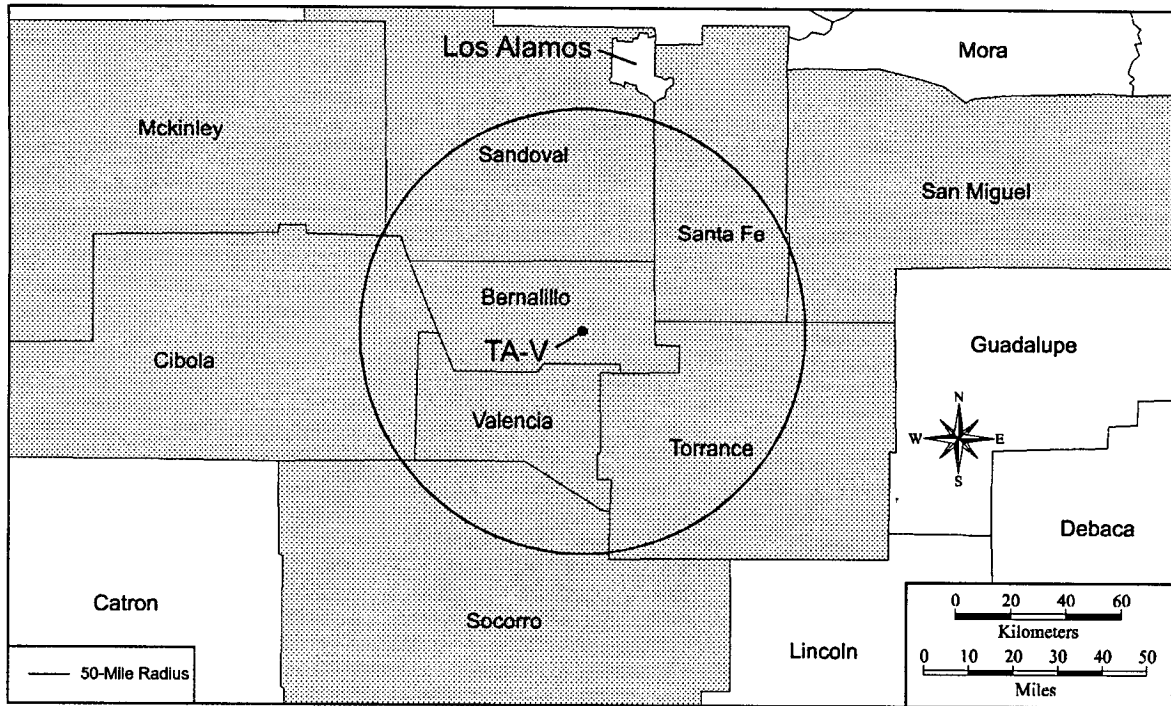 Los Alamos
Mora
Mckinley
Sandoval
San Miguel
Santa Fe
Bernalillo
TA-V
Guadalupe
Cibola
Valencia
Torrance
N
W E
S
Debaca
Catron
Socorro
Lincoln
0 20 40 60
Kilometers
0 10 20 30 40 50
Miles
50-Mile Radius